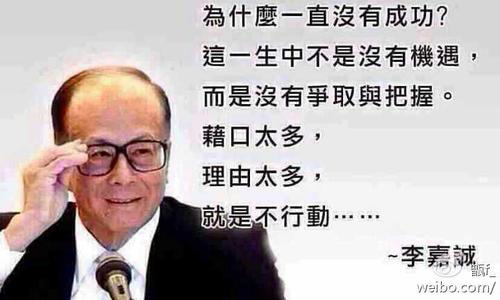 為什麼一直沒有成功?
這一生中不是沒有機遇，
而是沒有爭取與把握。
藉口太多，
理由太多，
就是不行動……
~李嘉誠
weibo.com/